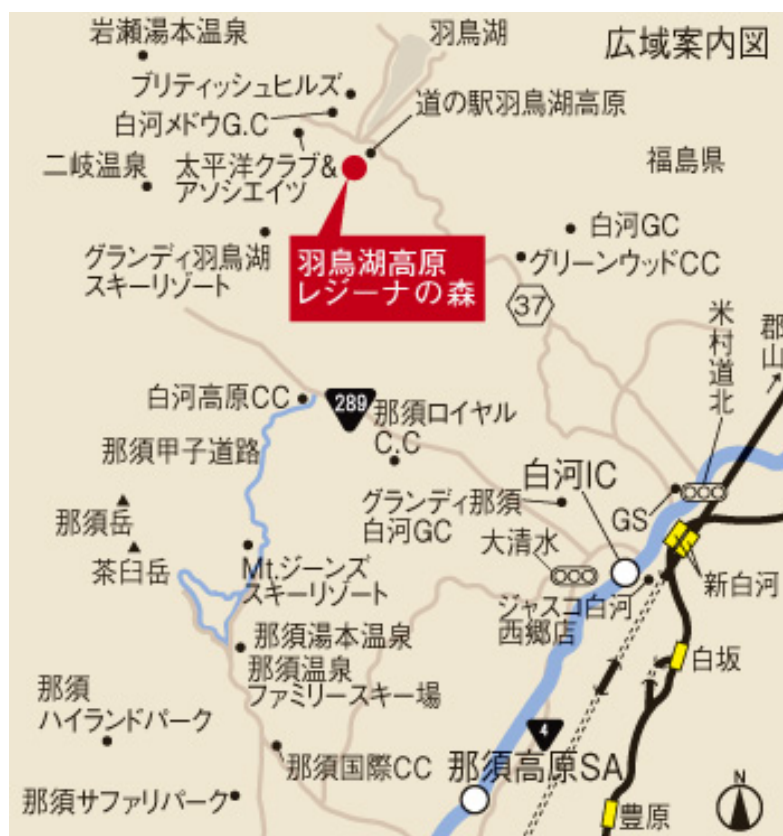 岩瀬湯本温泉
羽鳥湖
広域案内図
ブリティッシュヒルズ
白河メドウG.C
道の駅羽鳥湖高原
二岐温泉
太平洋クラブ&
アソシエイツ
福島県
グランディ羽鳥湖
スキーリゾート
羽鳥湖高原
レジーナの森
白河GC
グリーンウッドCC
37
米村道北
郡山
白河高原CC
289
那須ロイヤル
C.C
那須甲子道路
白河IC
那須岳
グランディ那須
白河GC
GS
茶臼岳
大清水
Mt.ジーンズ
スキーリゾート
ジャスコ白河
西郷店
新白河
那須湯本温泉
白坂
那須温泉
ファミリースキー場
那須
ハイランドパーク
4
那須国際CC
那須高原SA
那須サファリパーク
豊原
N